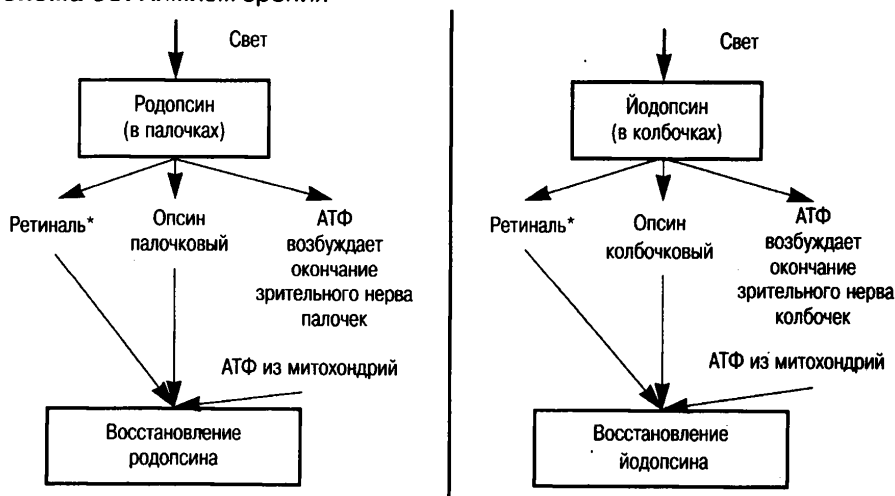 Свет
Родопсин
(в палочках)
Ретиналь*
Опсин
палочковый
АТФ
возбуждает
окончание
зрительного нерва
палочек
АТФ из митохондрий
Восстановление
родопсина
Свет
Йодопсин
(в колбочках)
Ретиналь*
Опсин
колбочковый
АТФ
возбуждает
окончание
зрительного нерва
колбочек
АТФ из митохондрий
Восстановление
йодопсина